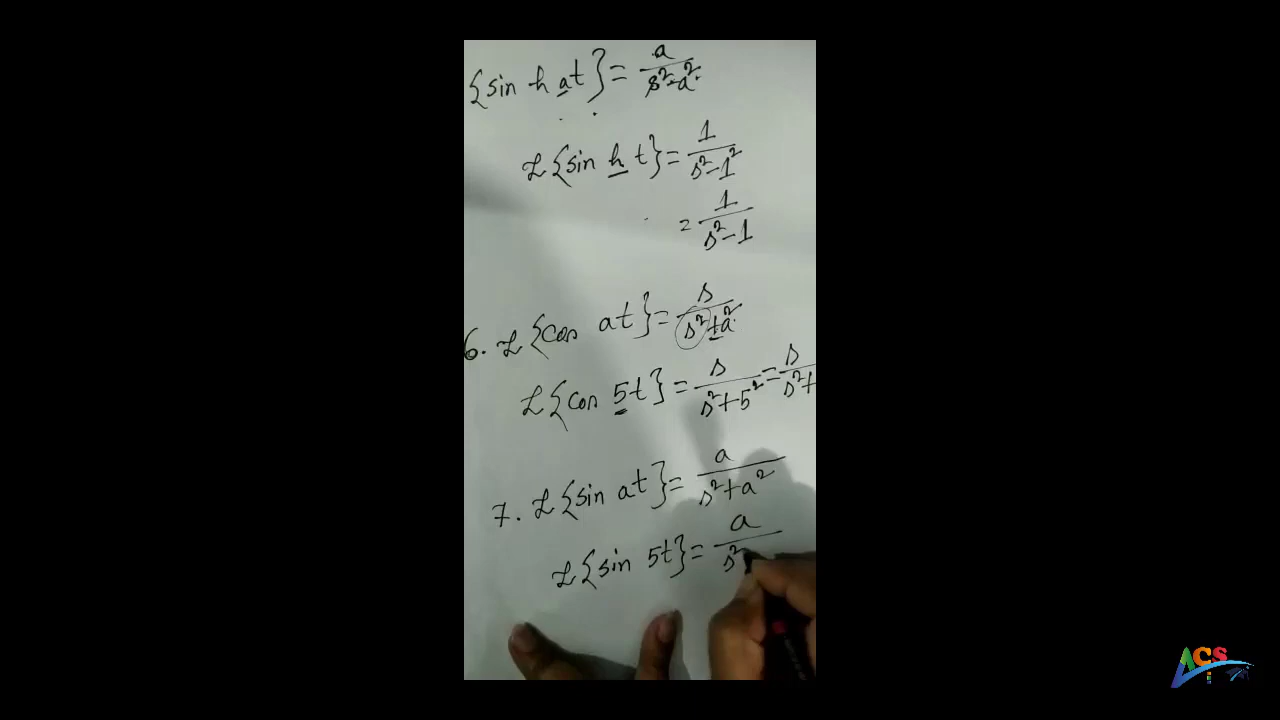 {sin h at} = a/s²-a²
L{sin h t} = 1/s²-1²
= 1/s²-1
6. L{cos at} = s/s²+a²
L{cos 5t} = s/s²+5² = s/s²+
7. L{sin at} = a/s²+a²
L{sin 5t} = a/s²
ACS